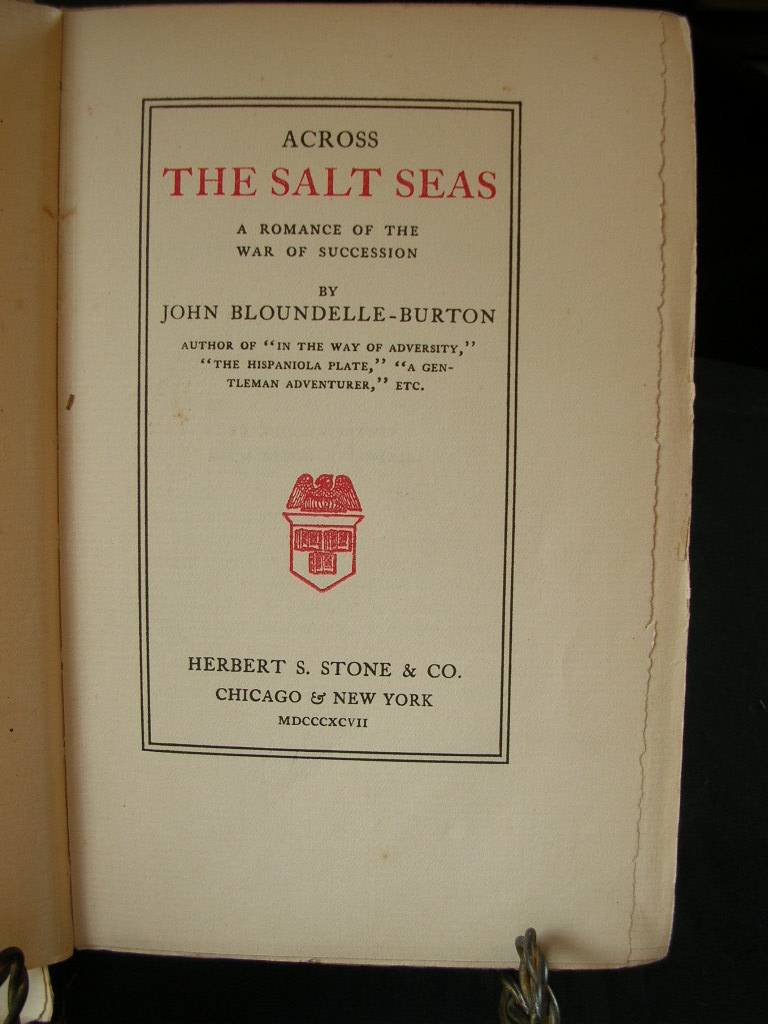 ACROSS
THE SALT SEAS
A ROMANCE OF THE
WAR OF SUCCESSION
BY
JOHN BLOUNDELLE-BURTON
AUTHOR OF "IN THE WAY OF ADVERSITY,"
"THE HISPANIOLA PLATE," "A GEN-
TLEMAN ADVENTURER," ETC.
HERBERT S. STONE & CO.
CHICAGO & NEW YORK
MDCCCXCVII